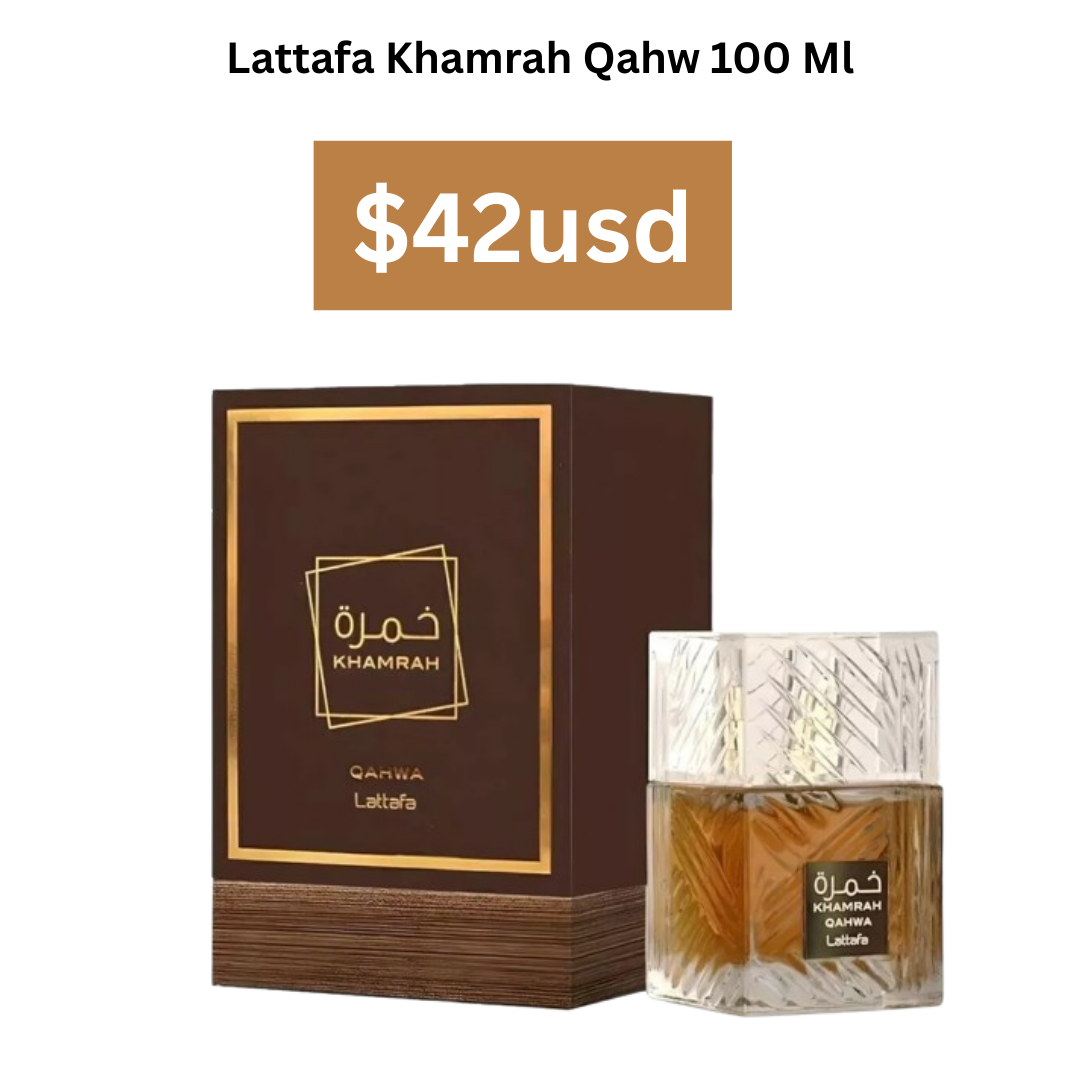 Lattafa Khamrah Qahw 100 Ml
$42usd
خمرة
KHAMRAH
QAHWA
Lattafa
خمرة
KHAMRAH
QAHWA
Lattafa